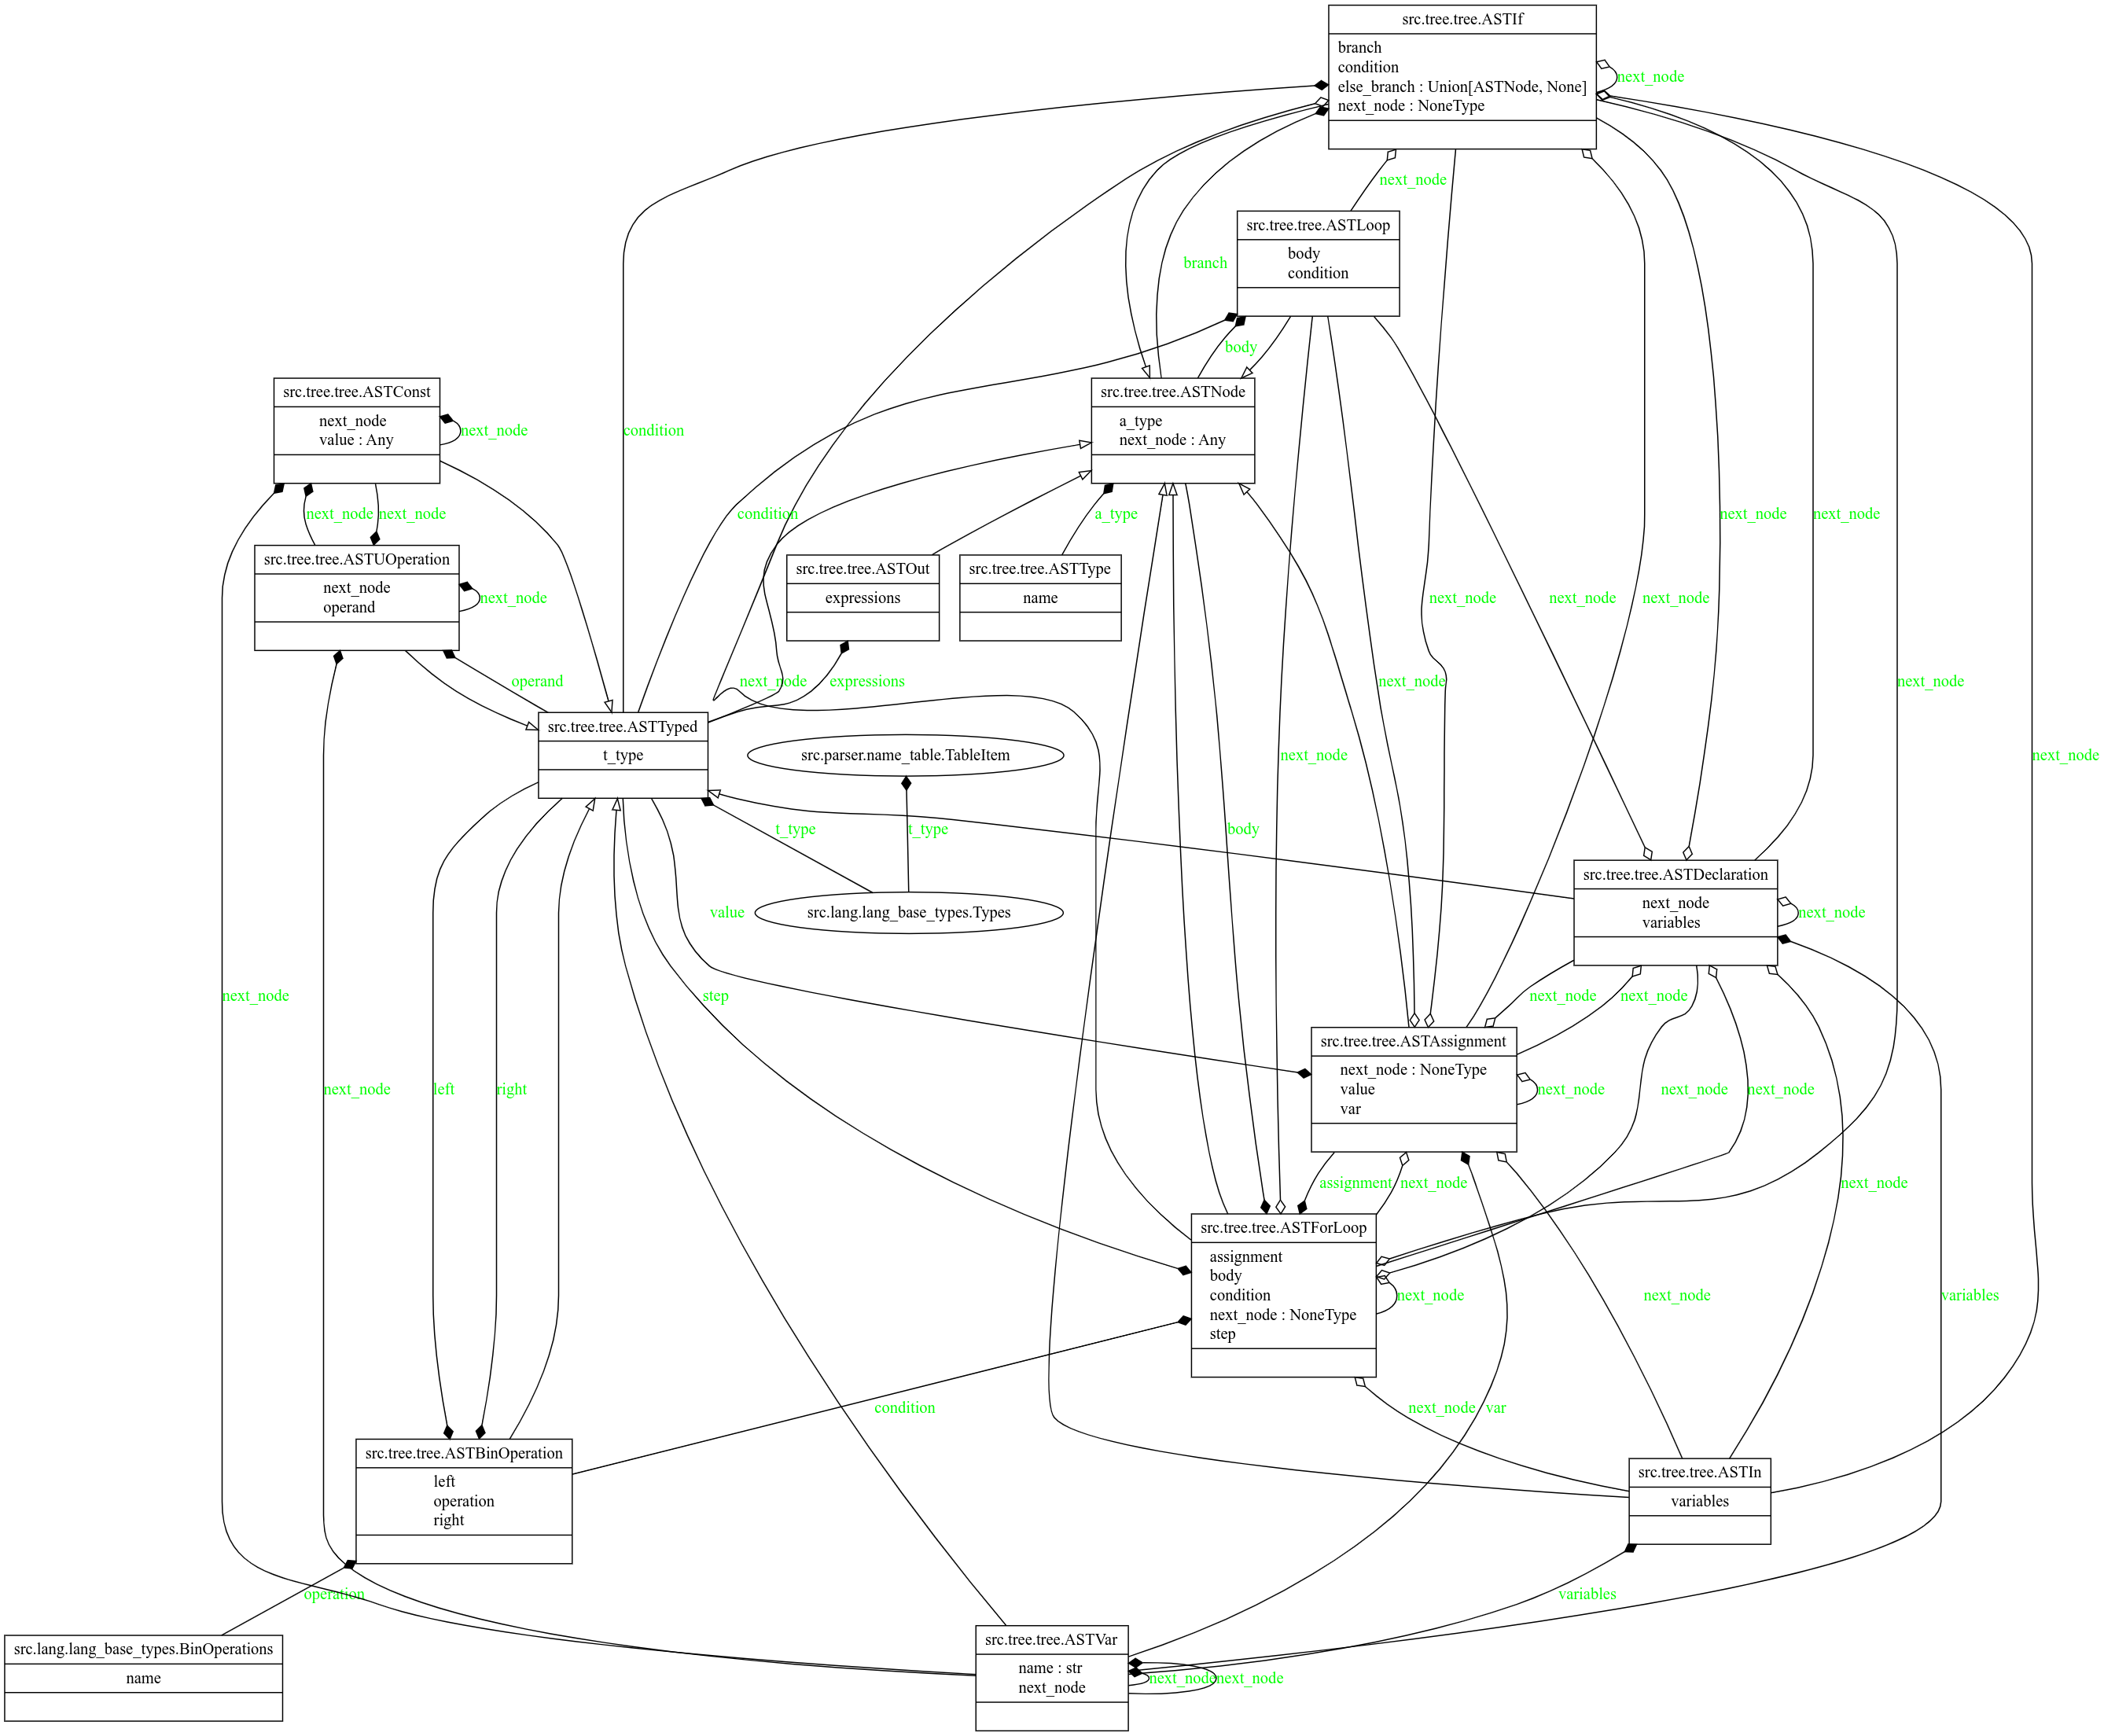 src.tree.tree.ASTIf
branch
condition
else_branch : Union[ASTNode, None]
next_node : NoneType
next_node
next_node
src.tree.tree.ASTLoop
body
condition
branch
body
src.tree.tree.ASTConst
next_node
value : Any
next_node
condition
src.tree.tree.ASTNode
a_type
next_node : Any
next_node
next_node
condition
a_type
next_node
next_node
src.tree.tree.ASTUOperation
next_node
operand
next_node
src.tree.tree.ASTOut
expressions
src.tree.tree.ASTType
name
next_node
next_node
next_node
operand
next_node
expressions
next_node
next_node
src.tree.tree.ASTTyped
t_type
src.parser.name_table.TableItem
next_node
next_node
t_type
t_type
body
value
src.lang.lang_base_types.Types
src.tree.tree.ASTDeclaration
next_node
variables
next_node
next_node
step
next_node
next_node
src.tree.tree.ASTAssignment
next_node : NoneType
value
var
next_node
next_node
left
right
next_node
next_node
assignment
next_node
next_node
src.tree.tree.ASTForLoop
assignment
body
condition
next_node : NoneType
step
next_node
next_node
variables
condition
next_node
var
src.tree.tree.ASTBinOperation
left
operation
right
src.tree.tree.ASTIn
variables
operation
variables
src.lang.lang_base_types.BinOperations
name
src.tree.tree.ASTVar
name : str
next_node
next_node
next_node